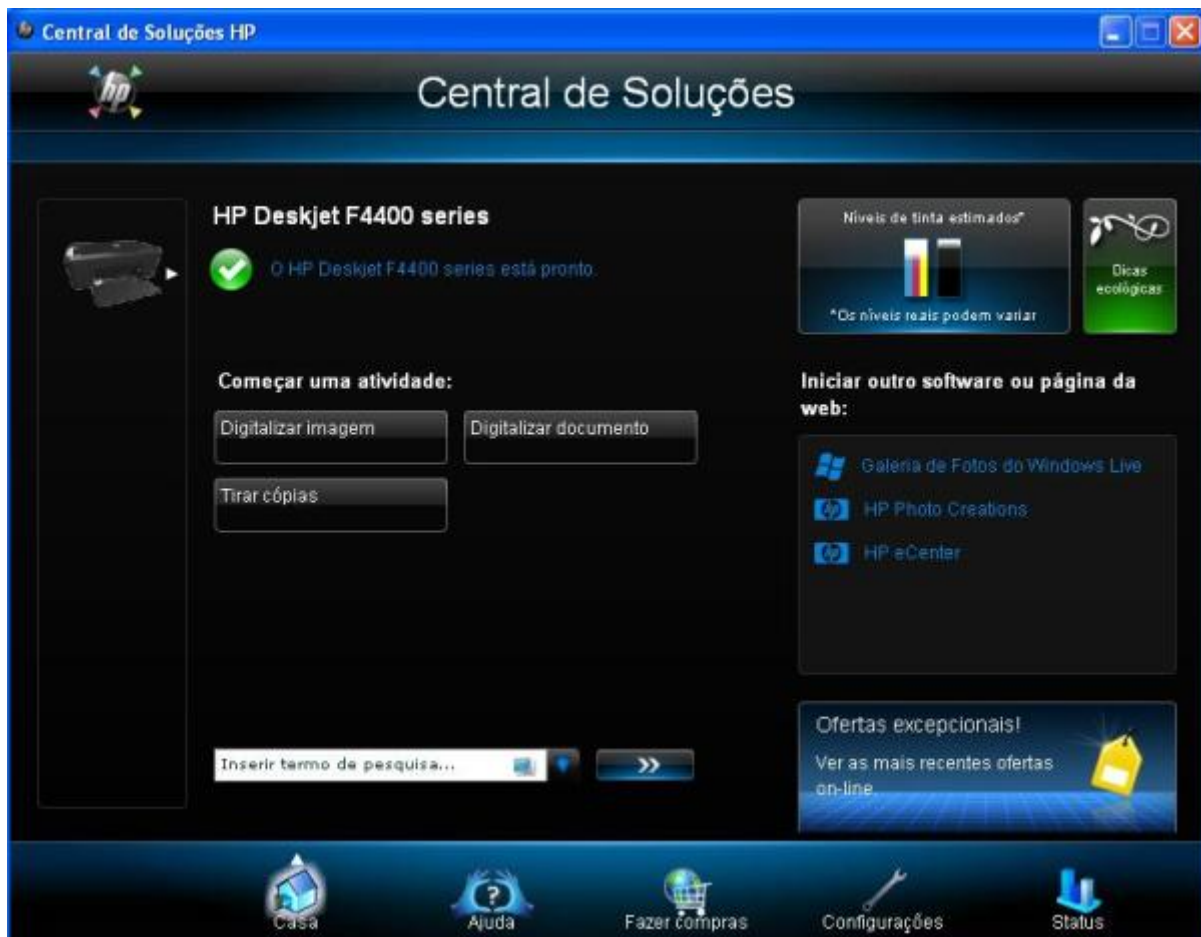 Central de Soluções HP
hp
Central de Soluções
HP Deskjet F4400 series
O HP Deskjet F4400 series está pronto.
Níveis de tinta estimados*
*Os níveis reais podem variar
Dicas
ecológicas
Começar uma atividade:
Digitalizar imagem
Digitalizar documento
Tirar cópias
Iniciar outro software ou página da
web:
Galeria de Fotos do Windows Live
HP Photo Creations
HP eCenter
Inserir termo de pesquisa...
Ofertas excepcionais!
Ver as mais recentes ofertas
on-line.
Casa
Ajuda
Fazer compras
Configurações
Status